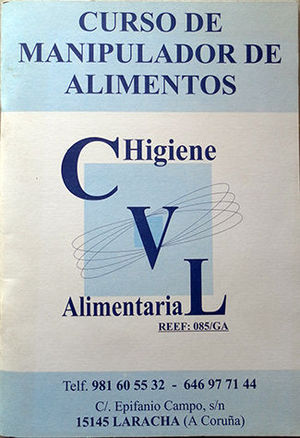 CURSO DE
MANIPULADOR DE
ALIMENTOS
C Higiene
V
Alimentaria L
REEF: 085/GA
Telf. 981 60 55 32 - 646 97 71 44
C/. Epifanio Campo, s/n
15145 LARACHA (A Coruña)